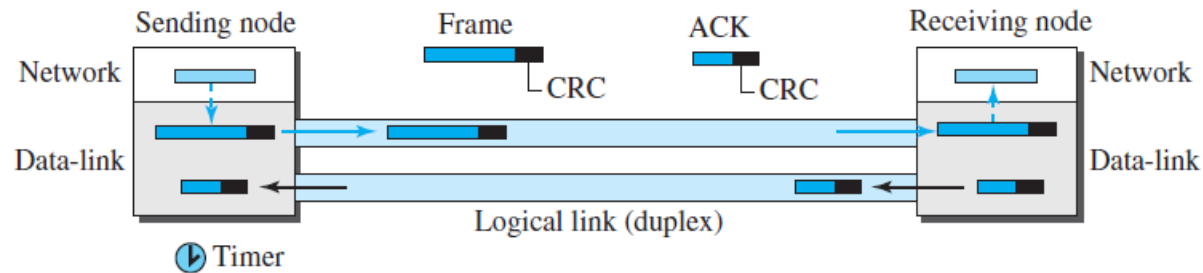 Sending node
Frame
ACK
Receiving node
Network
CRC
CRC
Network
Data-link
Data-link
Logical link (duplex)
Timer